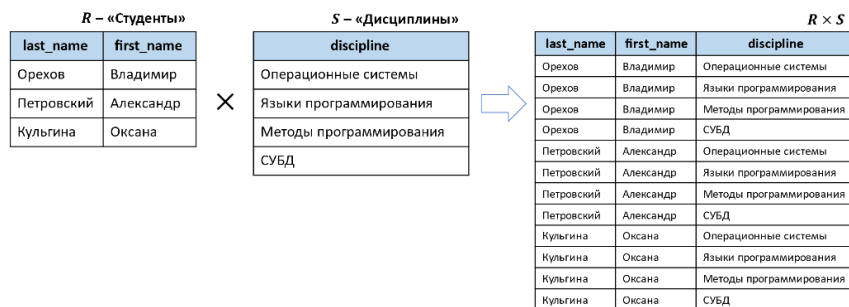 R – «Студенты»
last_name first_name
Орехов Владимир
Петровский Александр
Кульгина Оксана
×
S – «Дисциплины»
discipline
Операционные системы
Языки программирования
Методы программирования
СУБД
R × S
last_name first_name discipline
Орехов Владимир Операционные системы
Орехов Владимир Языки программирования
Орехов Владимир Методы программирования
Орехов Владимир СУБД
Петровский Александр Операционные системы
Петровский Александр Языки программирования
Петровский Александр Методы программирования
Петровский Александр СУБД
Кульгина Оксана Операционные системы
Кульгина Оксана Языки программирования
Кульгина Оксана Методы программирования
Кульгина Оксана СУБД